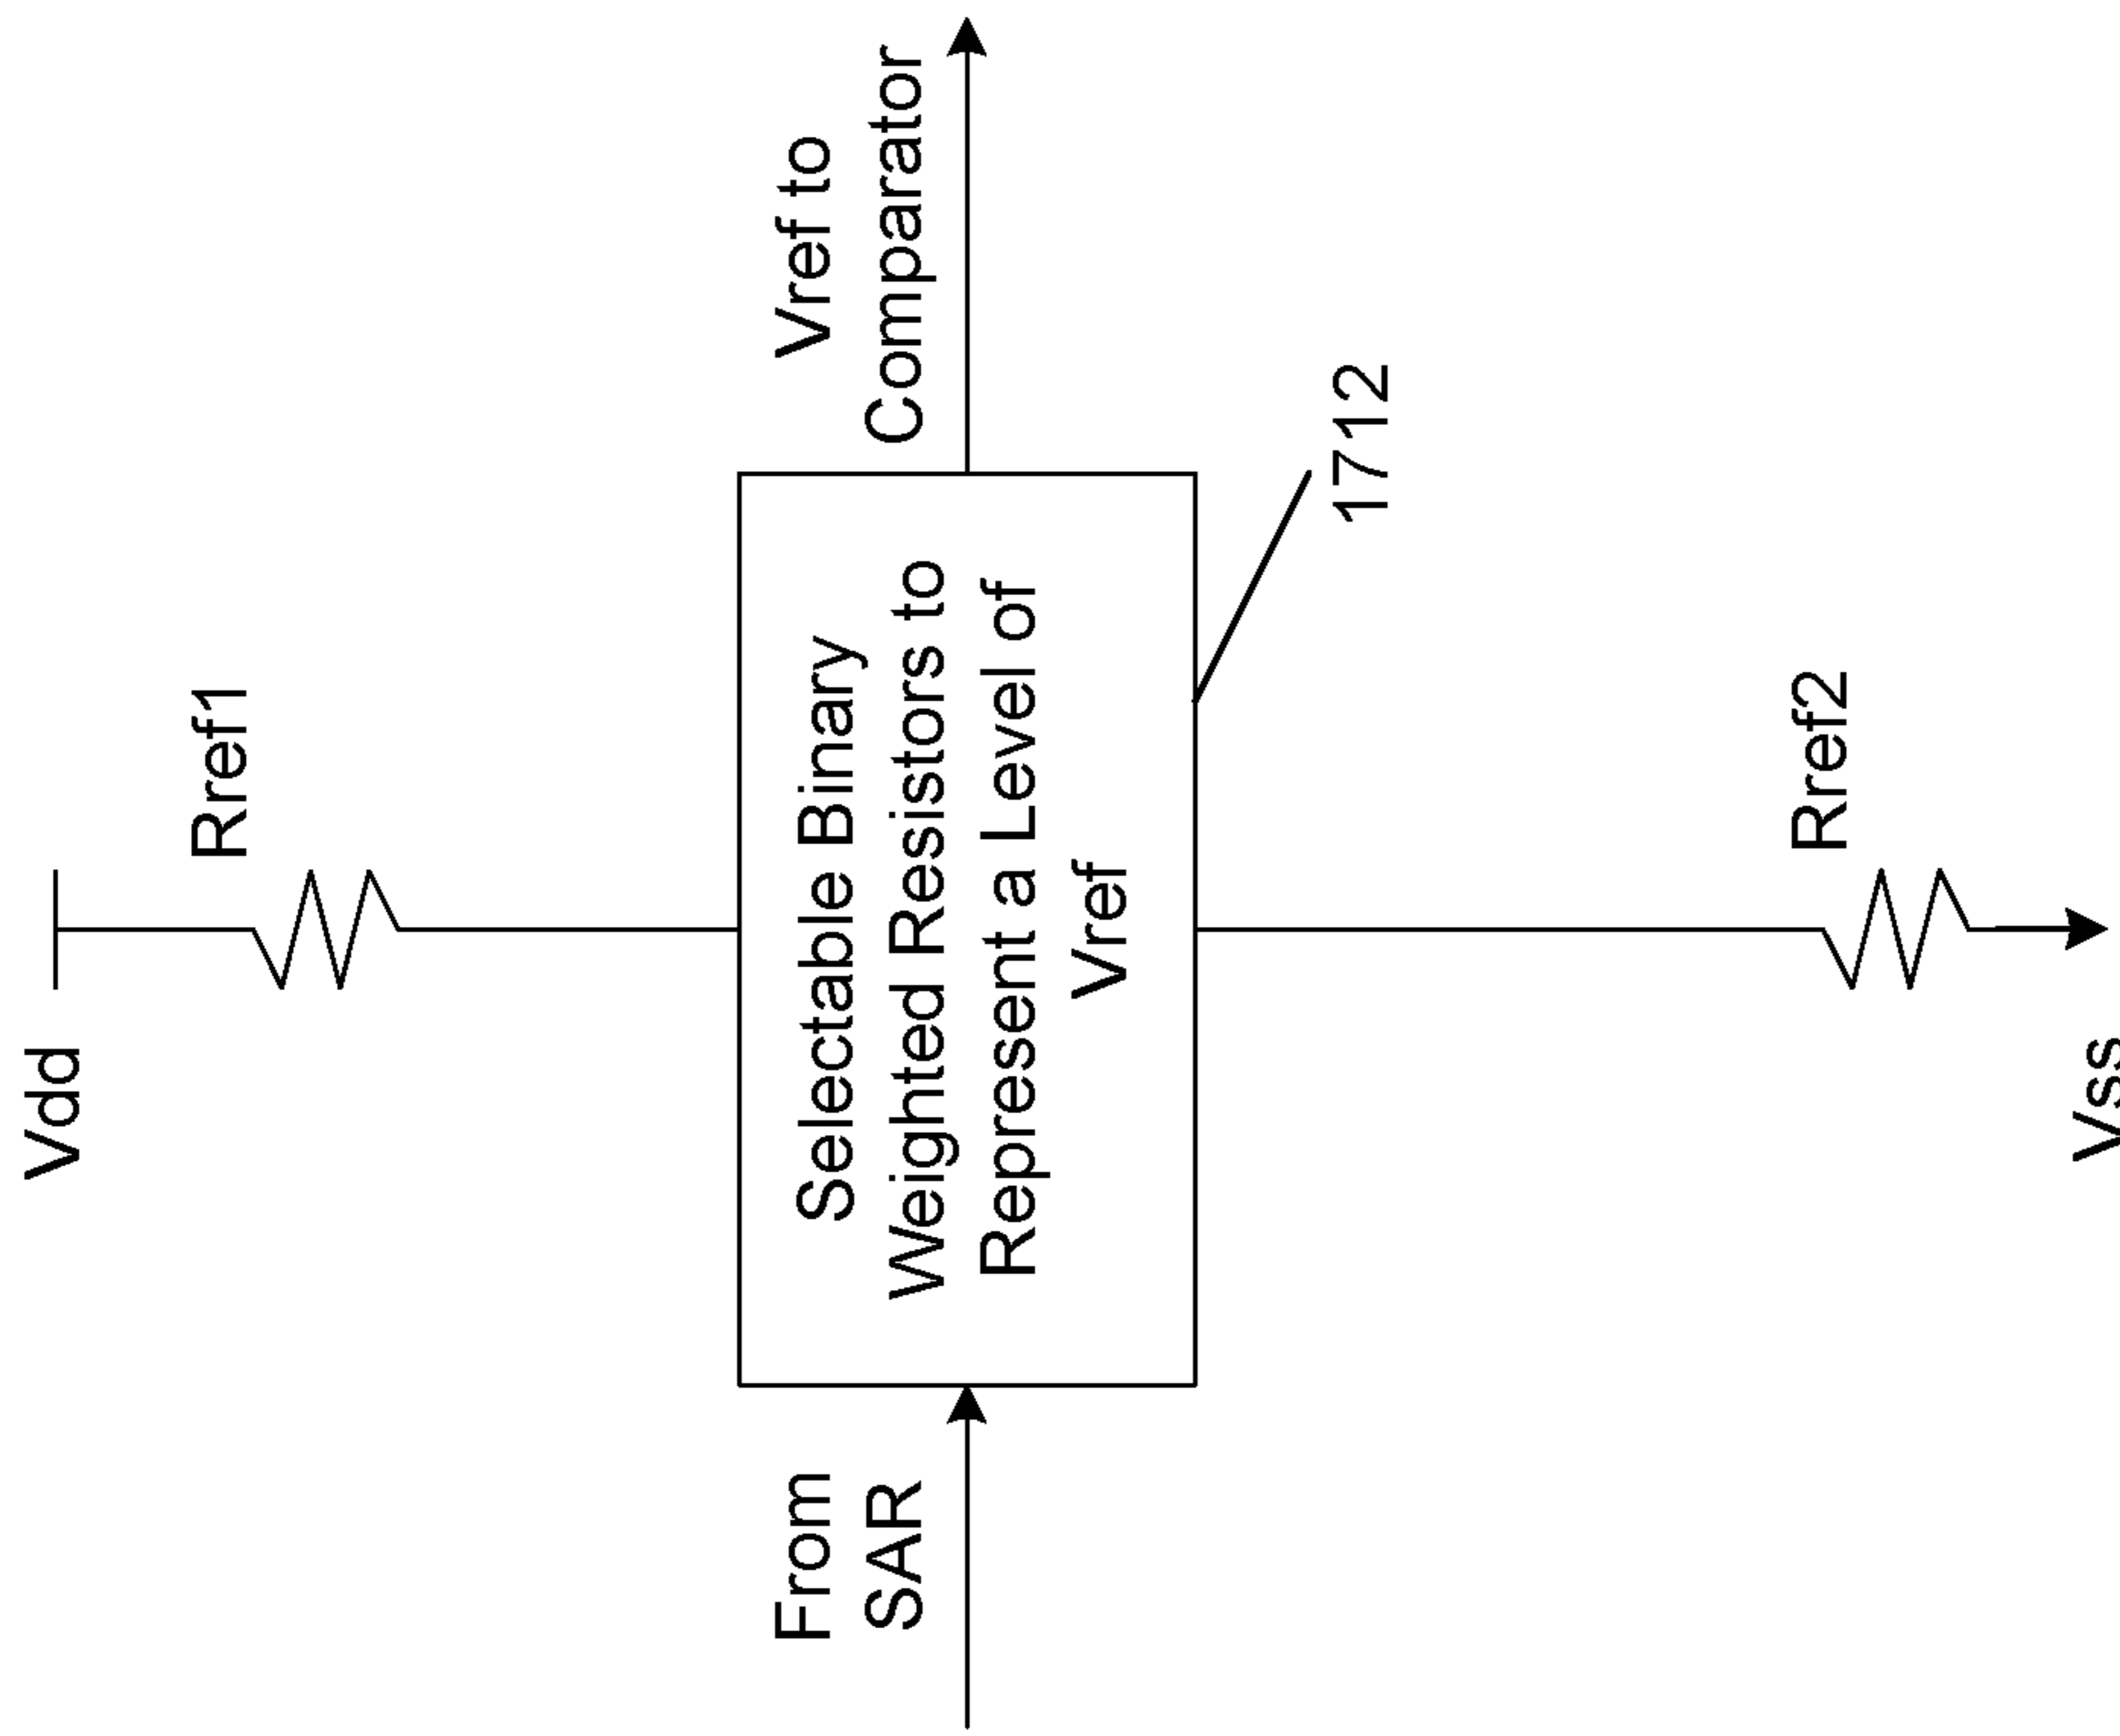 Vdd
Rref1
From
SAR
Selectable Binary
Weighted Resistors to
Represent a Level of
Vref
Vref to
Comparator
1712
Rref2
Vss